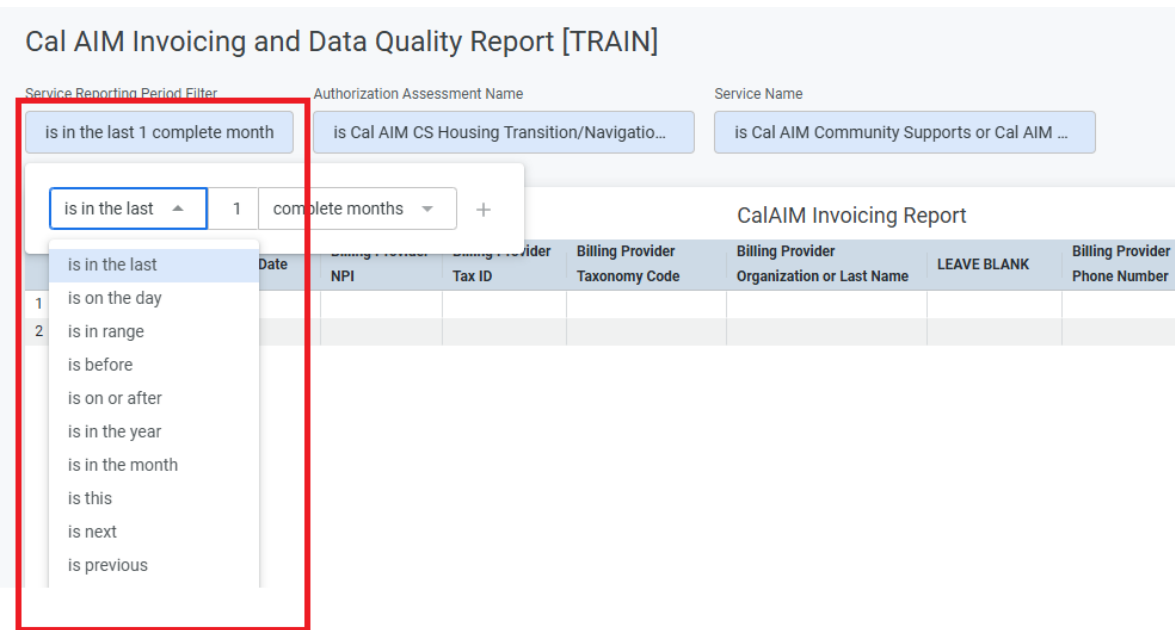 Cal AIM Invoicing and Data Quality Report [TRAIN]
Service Reporting Period Filter
Authorization Assessment Name
Service Name
is in the last 1 complete month
is Cal AIM CS Housing Transition/Navigatio...
is Cal AIM Community Supports or Cal AIM ...
is in the last
1
complete months
+
CalAIM Invoicing Report
Date
NPI
Billing Provider
Tax ID
Billing Provider
Taxonomy Code
Billing Provider
Organization or Last Name
LEAVE BLANK
Billing Provider
Phone Number
1
2
is in the last
is on the day
is in range
is before
is on or after
is in the year
is in the month
is this
is next
is previous